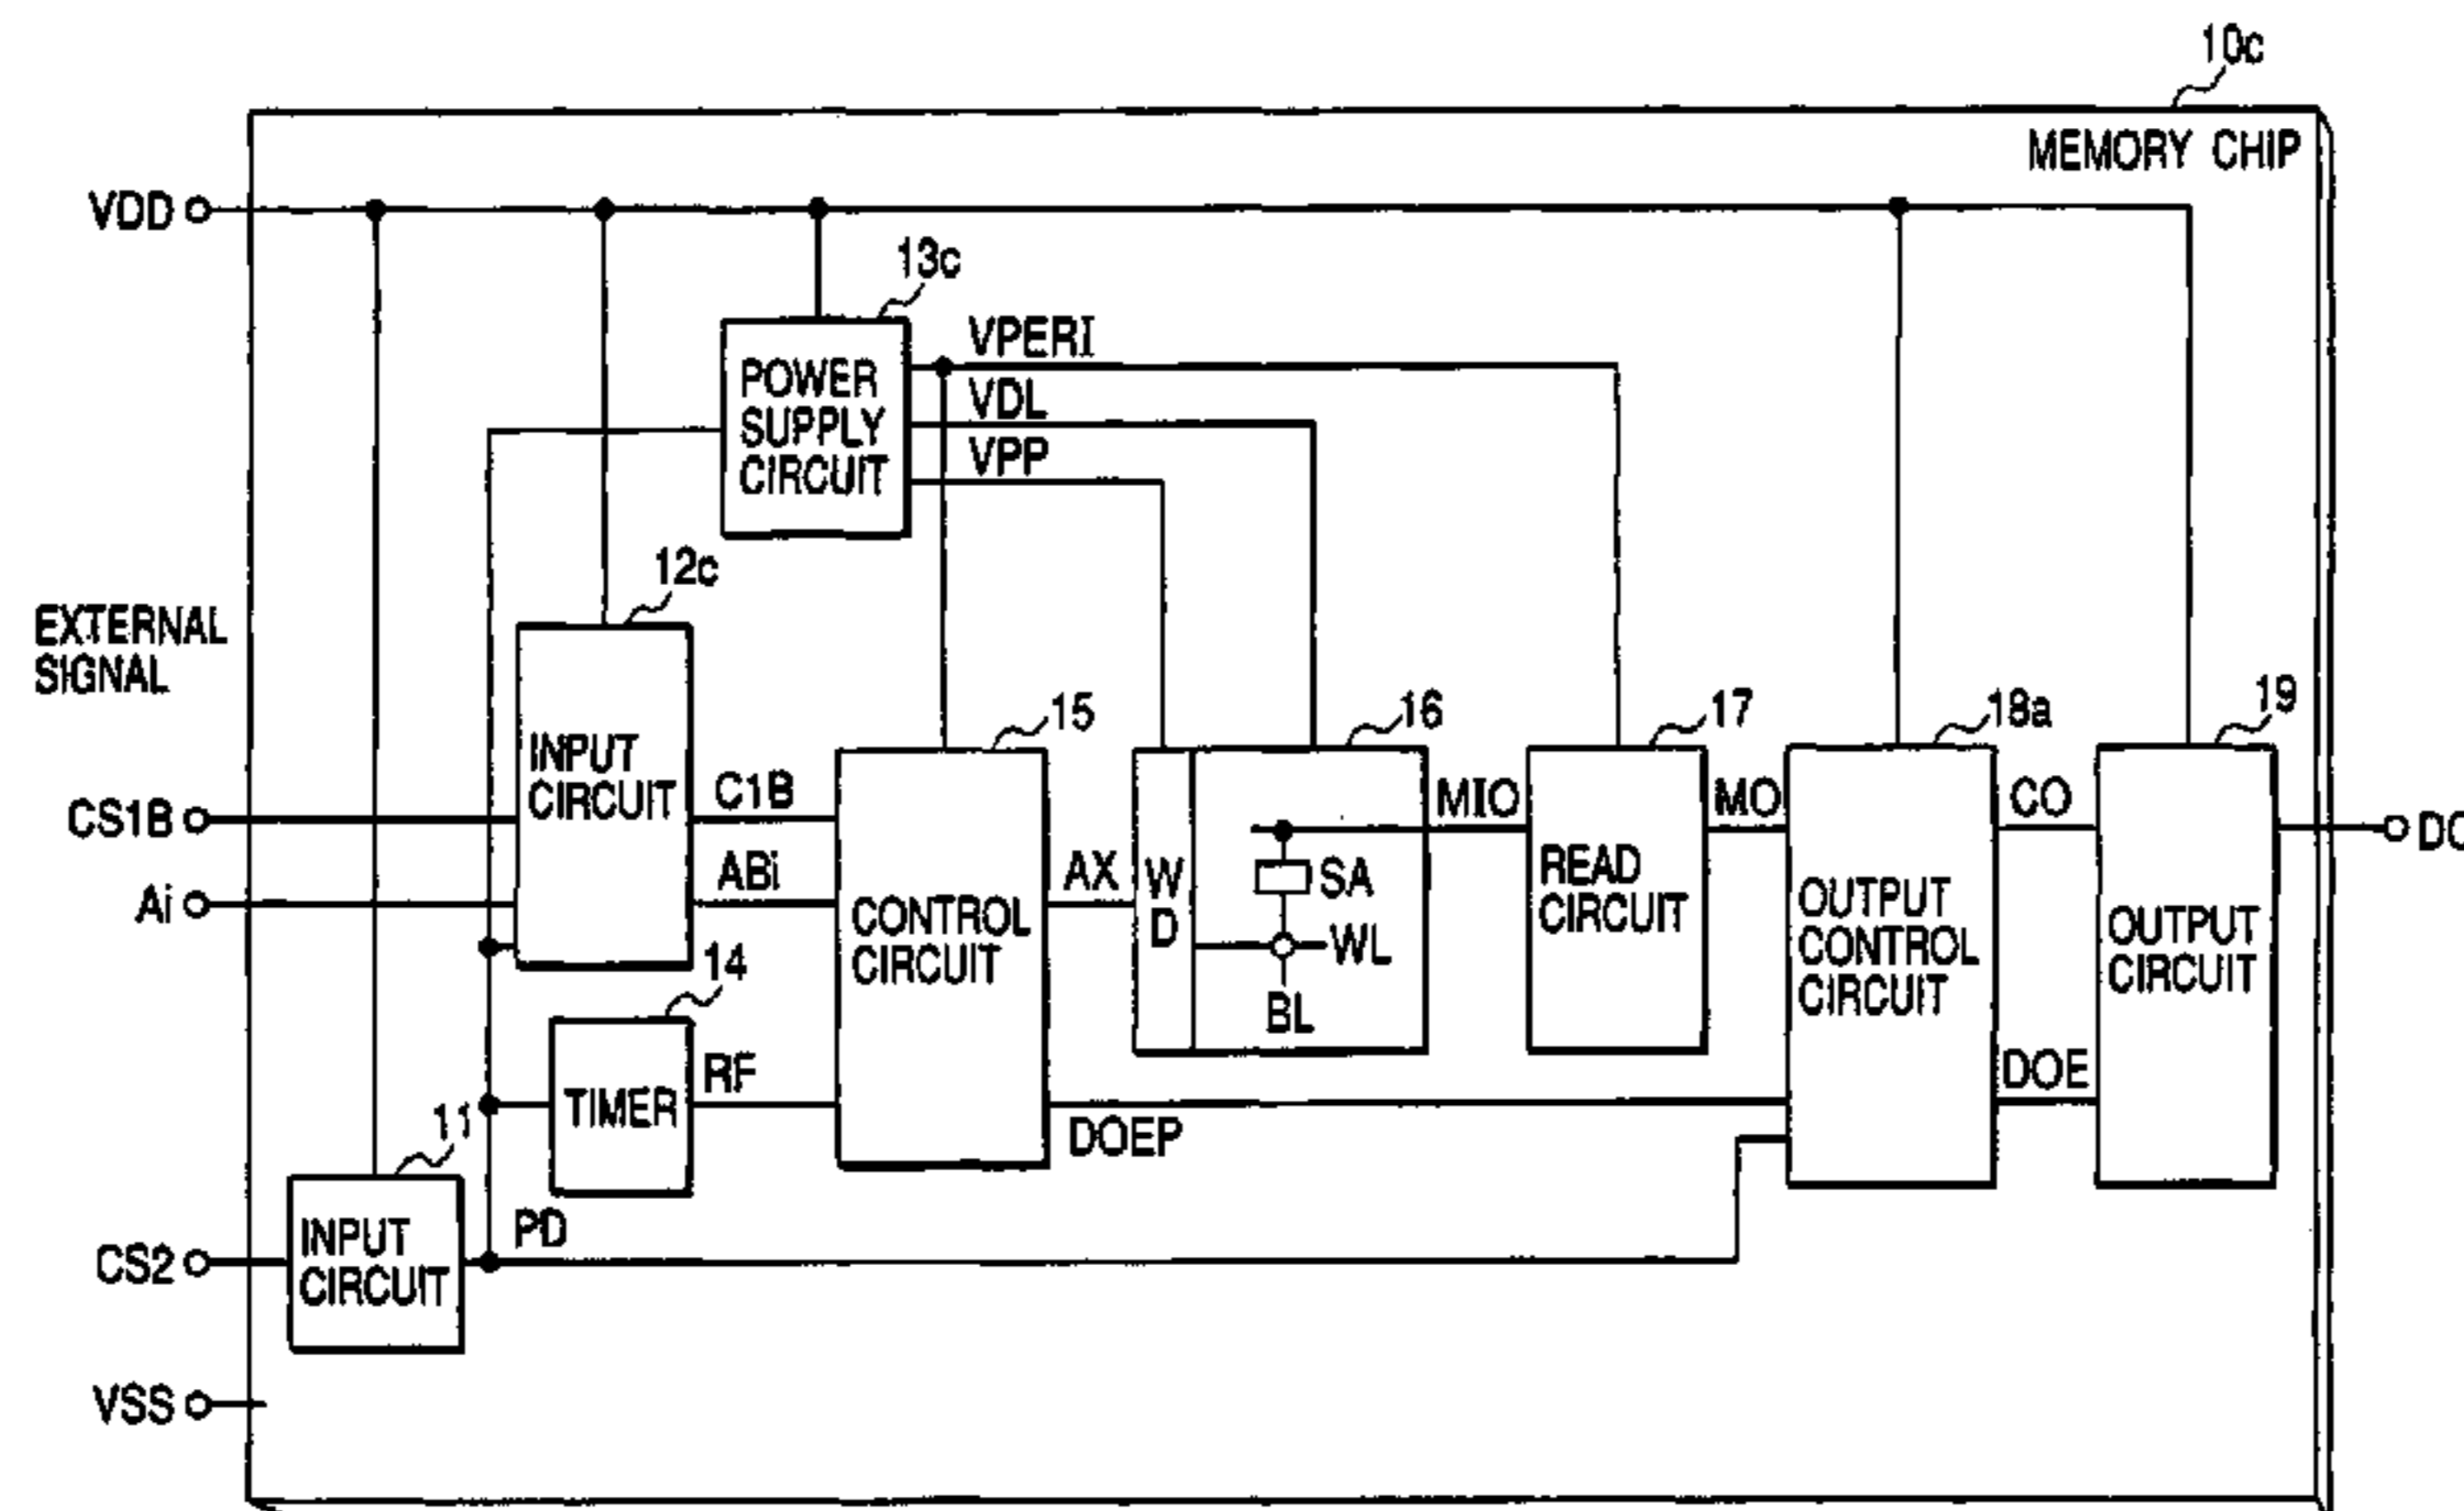 10c
MEMORY CHIP
VDD
13c
VPERI
VDL
VPP
POWER
SUPPLY
CIRCUIT
12c
EXTERNAL
SIGNAL
INPUT
CIRCUIT
15
16
17
18a
19
CS1B
C1B
MIO
MO
CO
Ai
ABi
AX
W
D
SA
WL
BL
READ
CIRCUIT
CONTROL
CIRCUIT
OUTPUT
CONTROL
CIRCUIT
OUTPUT
CIRCUIT
14
TIMER
RF
DOEP
DOE
11
PD
CS2
INPUT
CIRCUIT
VSS